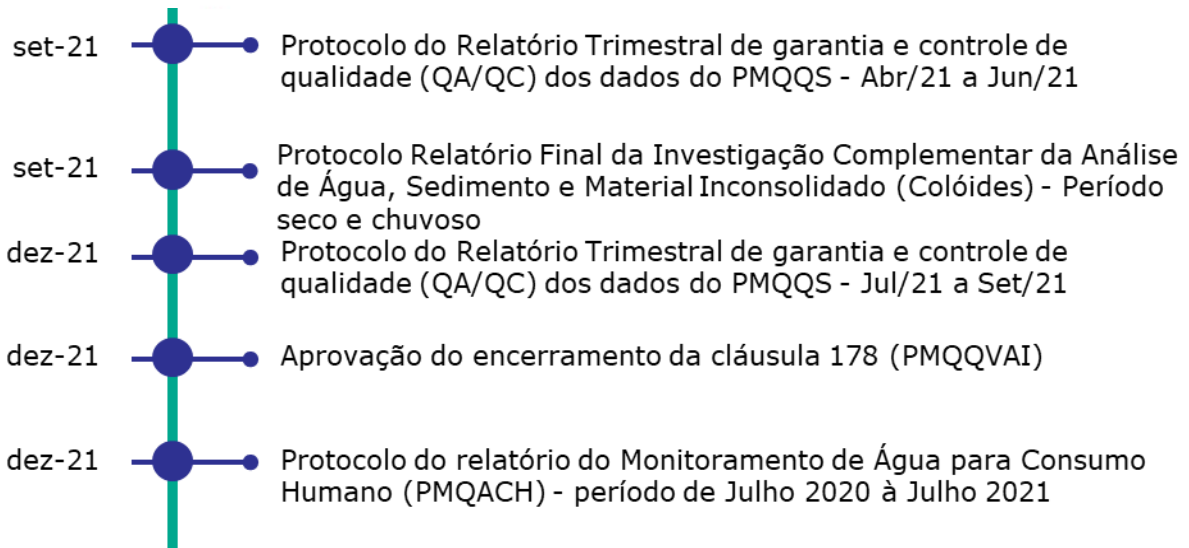 set-21 Protocolo do Relatório Trimestral de garantia e controle de
qualidade (QA/QC) dos dados do PMQQS - Abr/21 a Jun/21
set-21 Protocolo Relatório Final da Investigação Complementar da Análise
de Água, Sedimento e Material Inconsolidado (Colóides) - Período
seco e chuvoso
dez-21 Protocolo do Relatório Trimestral de garantia e controle de
qualidade (QA/QC) dos dados do PMQQS - Jul/21 a Set/21
dez-21 Aprovação do encerramento da cláusula 178 (PMQQVAI)
dez-21 Protocolo do relatório do Monitoramento de Água para Consumo
Humano (PMQACH) - período de Julho 2020 à Julho 2021